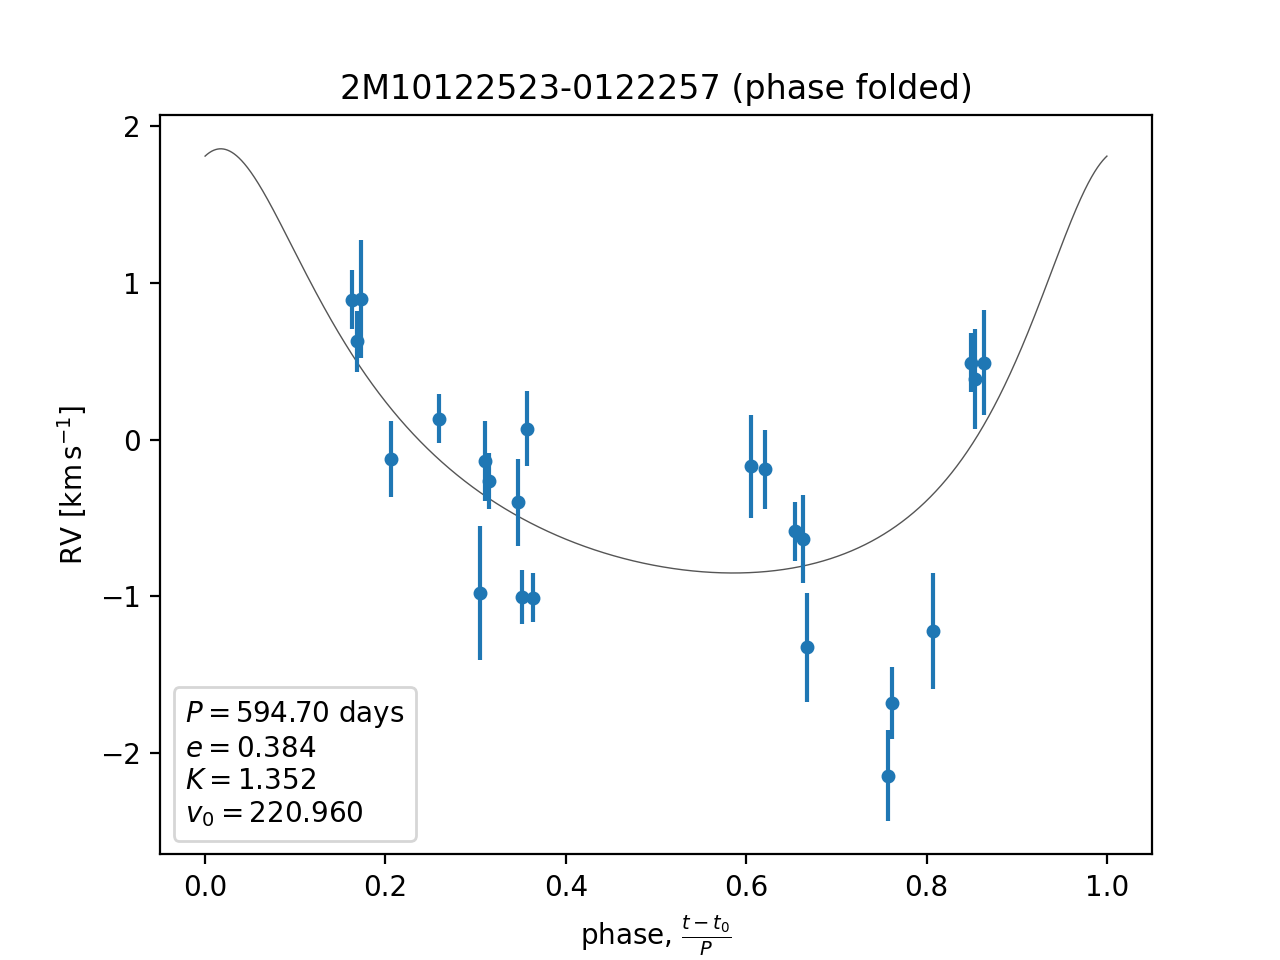 2M10122523-0122257 (phase folded)
2
1
0
−1
−2
RV [km s⁻¹]
P = 594.70 days
e = 0.384
K = 1.352
v₀ = 220.960
0.0 0.2 0.4 0.6 0.8 1.0
phase, (t − t₀)/P